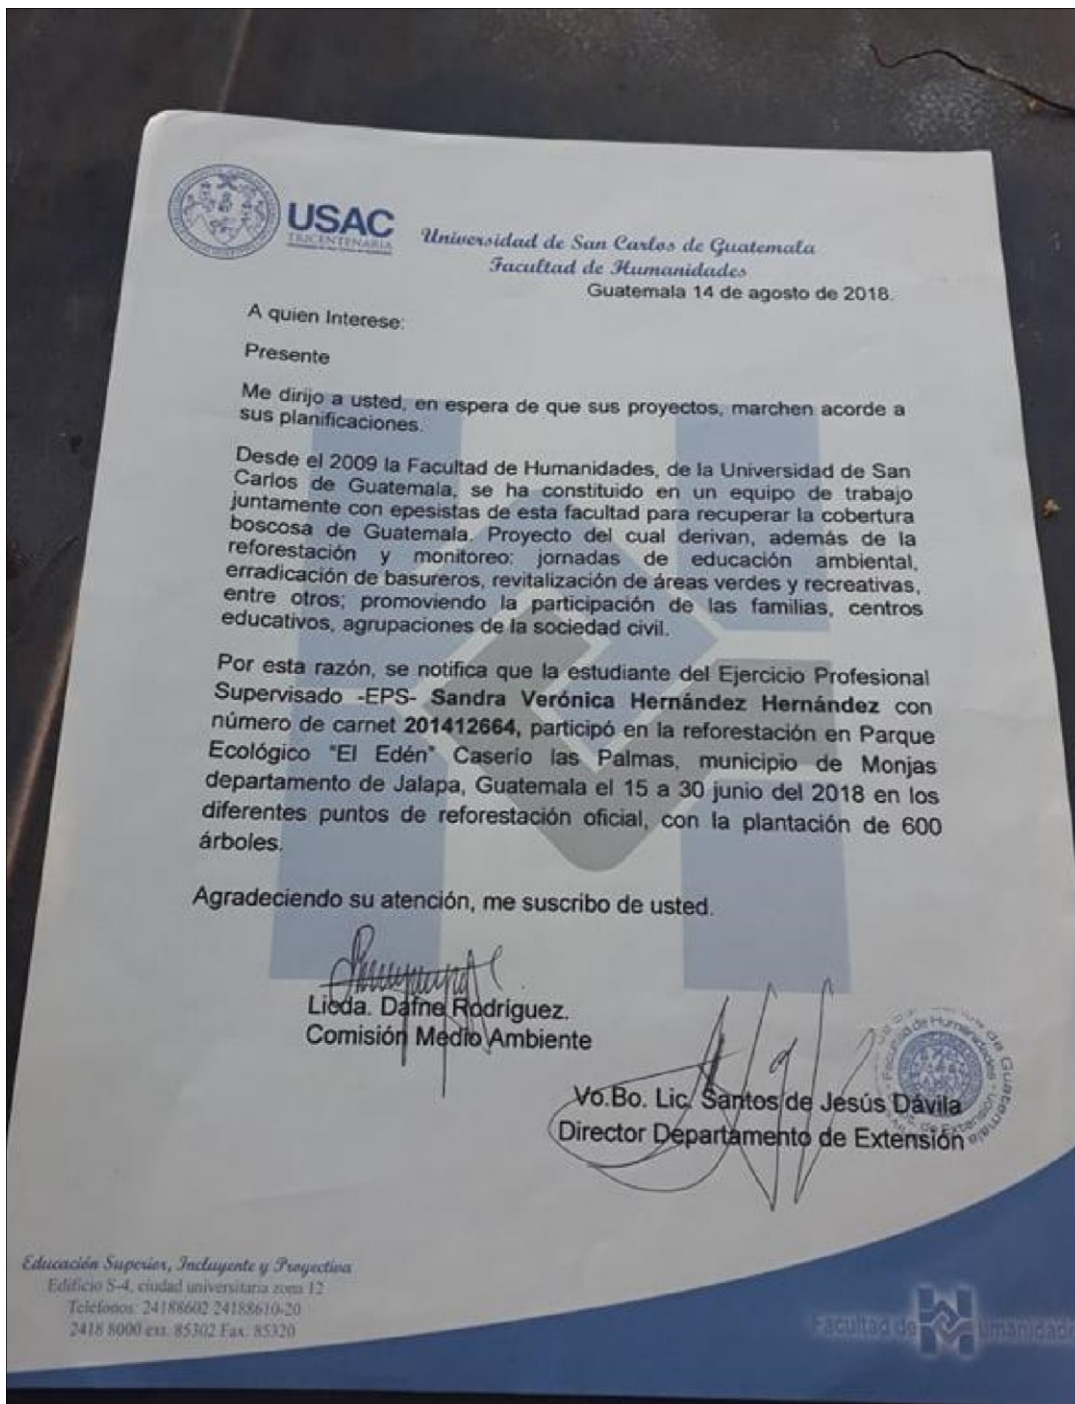 USAC
TRICENTENARIA
Universidad de San Carlos de Guatemala
Facultad de Humanidades
Guatemala 14 de agosto de 2018.
A quien Interese:
Presente
Me dirijo a usted, en espera de que sus proyectos, marchen acorde a
sus planificaciones.
Desde el 2009 la Facultad de Humanidades, de la Universidad de San
Carlos de Guatemala, se ha constituido en un equipo de trabajo
juntamente con epesistas de esta facultad para recuperar la cobertura
boscosa de Guatemala. Proyecto del cual derivan, además de la
reforestación y monitoreo: jornadas de educación ambiental,
erradicación de basureros, revitalización de áreas verdes y recreativas,
entre otros; promoviendo la participación de las familias, centros
educativos, agrupaciones de la sociedad civil.
Por esta razón, se notifica que la estudiante del Ejercicio Profesional
Supervisado -EPS- Sandra Verónica Hernández Hernández con
número de carnet 201412664, participó en la reforestación en Parque
Ecológico "El Edén" Caserío las Palmas, municipio de Monjas
departamento de Jalapa, Guatemala el 15 a 30 junio del 2018 en los
diferentes puntos de reforestación oficial, con la plantación de 600
árboles.
Agradeciendo su atención, me suscribo de usted.
Licda. Dafne Rodríguez.
Comisión Medio Ambiente
Vo.Bo. Lic. Santos de Jesús Dávila
Director Departamento de Extensión
Facultad de Humanidades
de Guatemala
de Extensión
Educación Superior, Incluyente y Proyectiva
Edificio S-4, ciudad universitaria zona 12
Teléfonos: 24188602 24188610-20
2418 8000 ext. 85302 Fax: 85320
Facultad de Humanidade